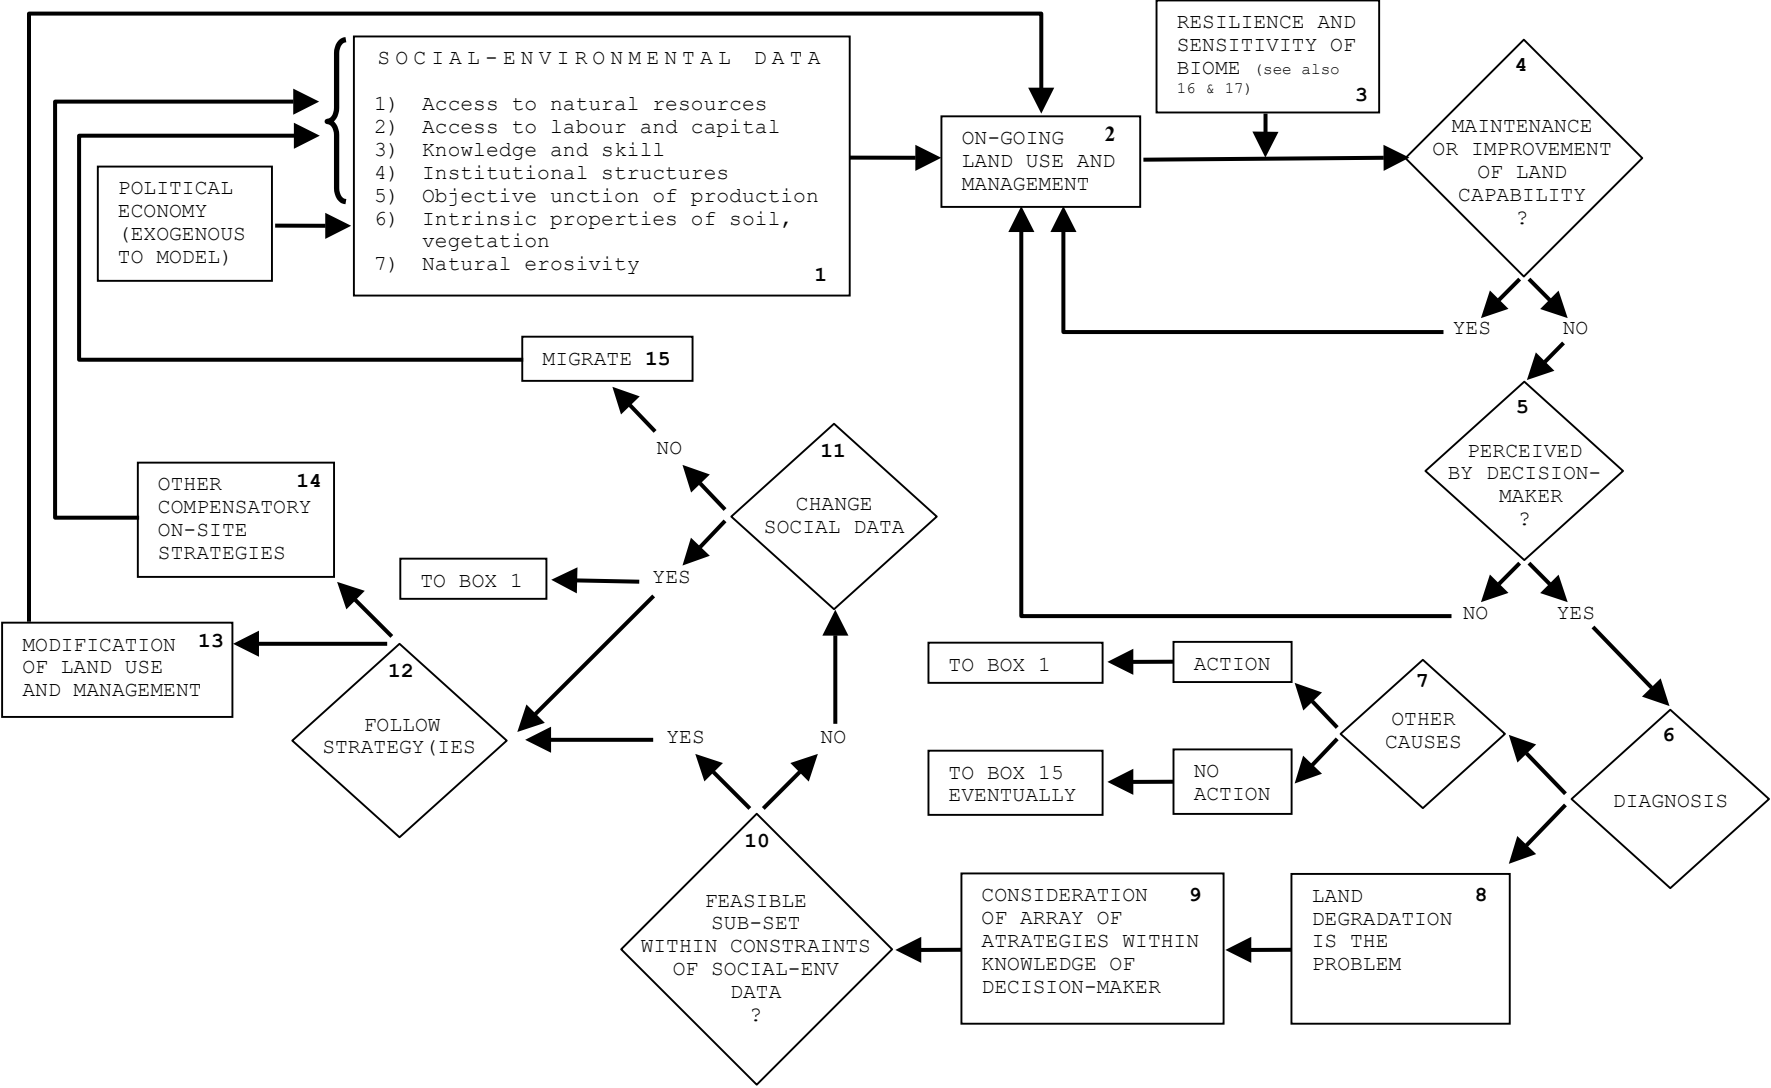 RESILIENCE AND
SENSITIVITY OF
BIOME (see also
16 & 17)
3
SOCIAL-ENVIRONMENTAL DATA
1) Access to natural resources
2) Access to labour and capital
3) Knowledge and skill
4) Institutional structures
5) Objective unction of production
6) Intrinsic properties of soil,
vegetation
7) Natural erosivity
1
POLITICAL
ECONOMY
(EXOGENOUS
TO MODEL)
ON-GOING 2
LAND USE AND
MANAGEMENT
4
MAINTENANCE
OR IMPROVEMENT
OF LAND
CAPABILITY
?
YES
NO
5
PERCEIVED
BY DECISION-
MAKER
?
NO
YES
6
DIAGNOSIS
7
OTHER
CAUSES
ACTION
TO BOX 1
NO
ACTION
TO BOX 15
EVENTUALLY
LAND 8
DEGRADATION
IS THE
PROBLEM
CONSIDERATION 9
OF ARRAY OF
ATRATEGIES WITHIN
KNOWLEDGE OF
DECISION-MAKER
10
FEASIBLE
SUB-SET
WITHIN CONSTRAINTS
OF SOCIAL-ENV
DATA
?
YES
NO
11
CHANGE
SOCIAL DATA
NO
YES
TO BOX 1
MIGRATE 15
12
FOLLOW
STRATEGY(IES
MODIFICATION 13
OF LAND USE
AND MANAGEMENT
OTHER 14
COMPENSATORY
ON-SITE
STRATEGIES